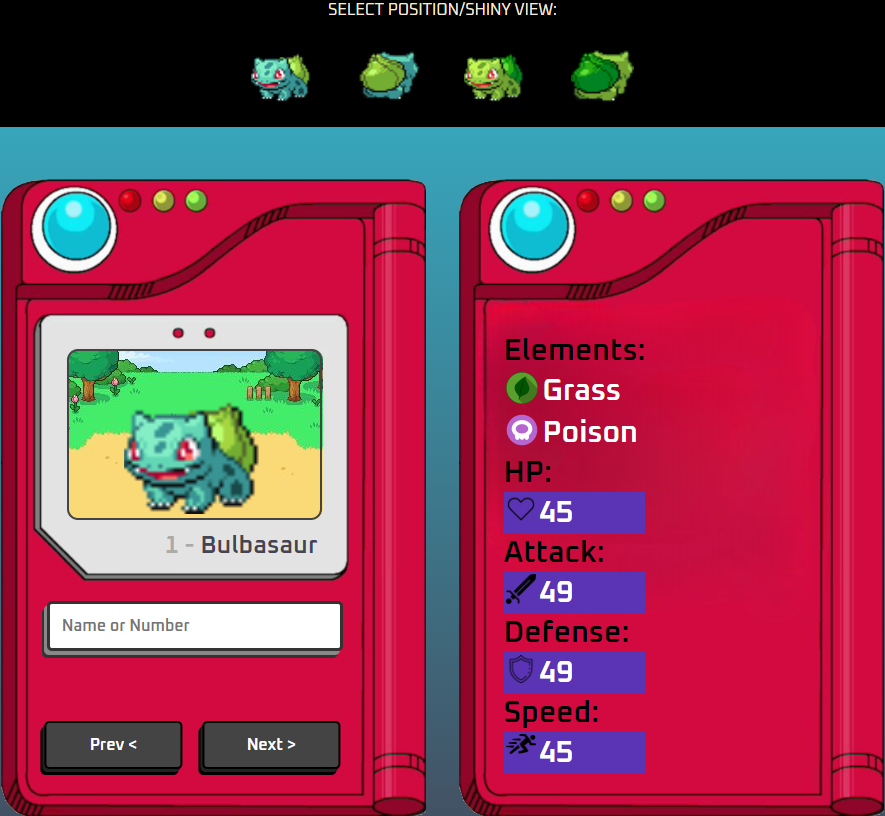 SELECT POSITION/SHINY VIEW:
1 - Bulbasaur
Name or Number
Prev <
Next >
Elements:
Grass
Poison
HP:
45
Attack:
49
Defense:
49
Speed:
45